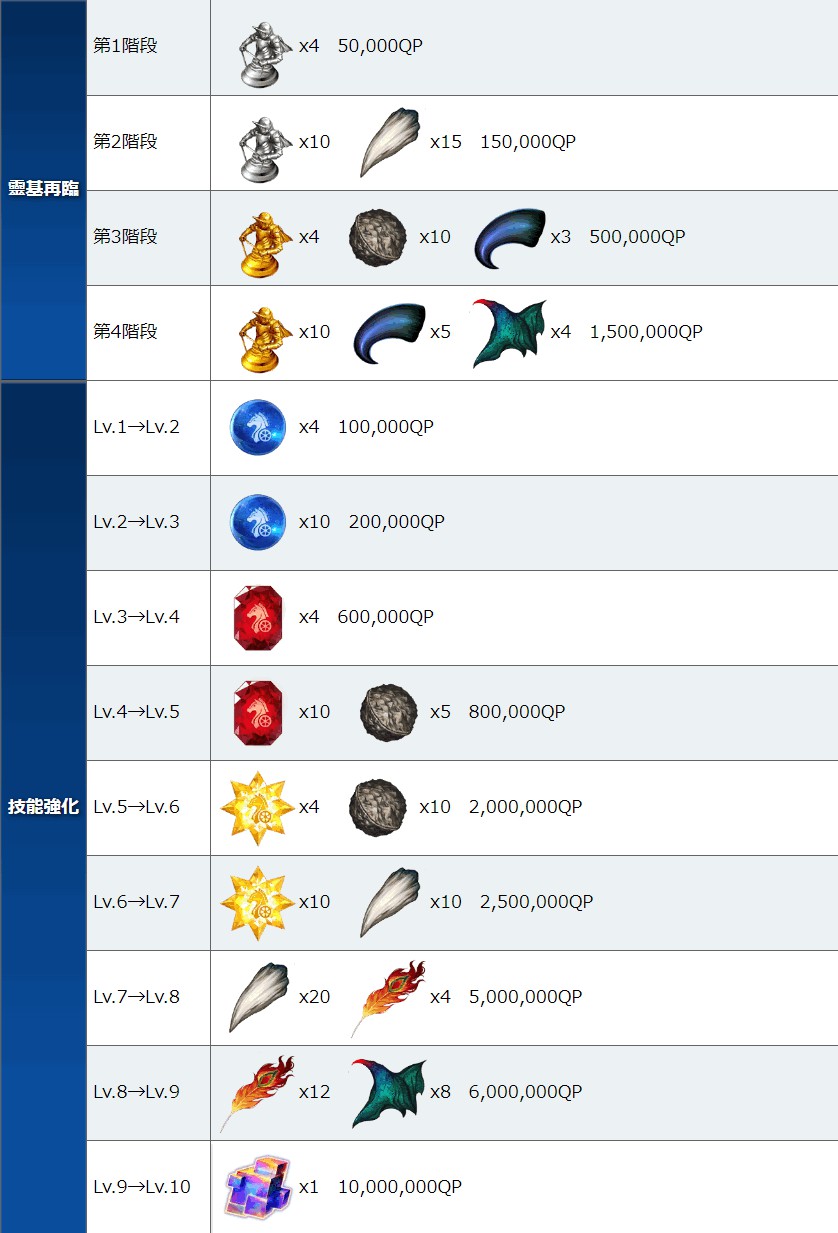 靈基再臨
第1階段 x4 50,000QP
第2階段 x10 x15 150,000QP
第3階段 x4 x10 x3 500,000QP
第4階段 x10 x5 x4 1,500,000QP
技能強化
Lv.1→Lv.2 x4 100,000QP
Lv.2→Lv.3 x10 200,000QP
Lv.3→Lv.4 x4 600,000QP
Lv.4→Lv.5 x10 x5 800,000QP
Lv.5→Lv.6 x4 x10 2,000,000QP
Lv.6→Lv.7 x10 x10 2,500,000QP
Lv.7→Lv.8 x20 x4 5,000,000QP
Lv.8→Lv.9 x12 x8 6,000,000QP
Lv.9→Lv.10 x1 10,000,000QP